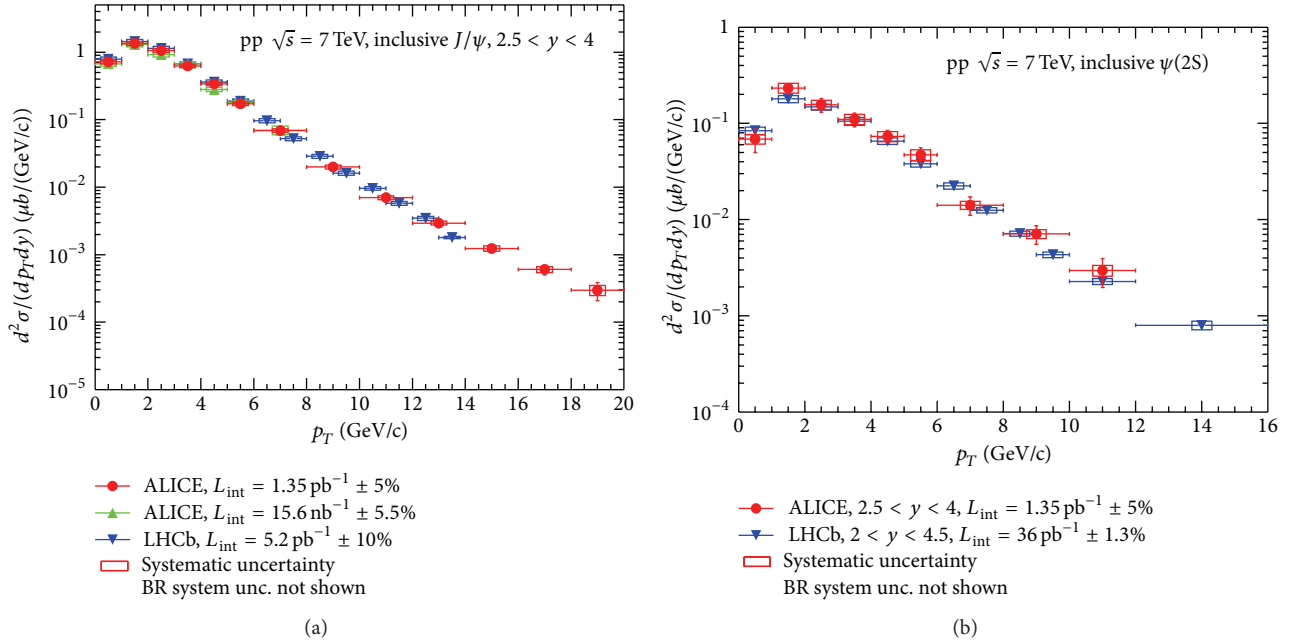 pp √s = 7 TeV, inclusive J/ψ, 2.5 < y < 4
d²σ/(dp_T dy) (μb/(GeV/c))
1
10⁻¹
10⁻²
10⁻³
10⁻⁴
10⁻⁵
0 2 4 6 8 10 12 14 16 18 20
p_T (GeV/c)
ALICE, L_int = 1.35 pb⁻¹ ± 5%
ALICE, L_int = 15.6 nb⁻¹ ± 5.5%
LHCb, L_int = 5.2 pb⁻¹ ± 10%
Systematic uncertainty
BR system unc. not shown
(a)
pp √s = 7 TeV, inclusive ψ(2S)
d²σ/(dp_T dy) (μb/(GeV/c))
1
10⁻¹
10⁻²
10⁻³
10⁻⁴
0 2 4 6 8 10 12 14 16
p_T (GeV/c)
ALICE, 2.5 < y < 4, L_int = 1.35 pb⁻¹ ± 5%
LHCb, 2 < y < 4.5, L_int = 36 pb⁻¹ ± 1.3%
Systematic uncertainty
BR system unc. not shown
(b)